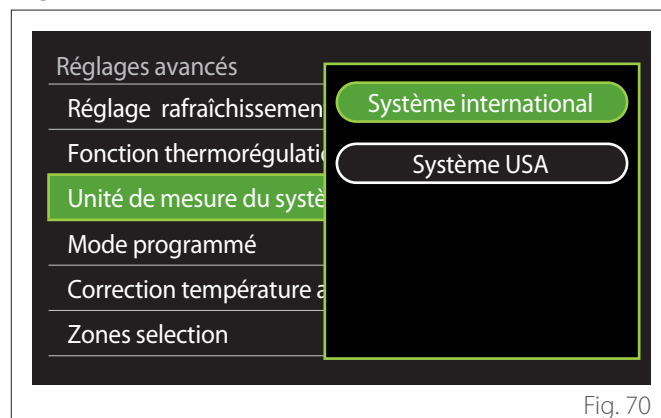 Réglages avancés
Réglage rafraîchissemen
Fonction thermorégulati
Unité de mesure du systè
Mode programmé
Correction température a
Zones selection
Système international
Système USA
Fig. 70